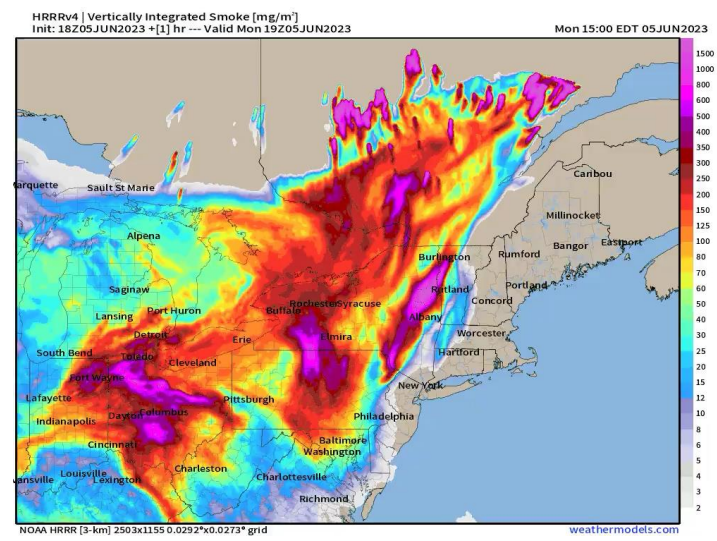 HRRRv4 | Vertically Integrated Smoke [mg/m²]
Init: 18Z05JUN2023 +[1] hr --- Valid Mon 19Z05JUN2023
Mon 15:00 EDT 05JUN2023
1500
1000
800
600
500
400
350
300
250
200
150
125
100
80
70
60
50
40
30
25
20
15
12
10
8
6
5
4
3
2
Caribou
arquette
Sault St Marie
Millinocket
Alpena
Bangor
Eastport
Burlington
Rumford
Saginaw
Rutland
Portland
Concord
Rochester
Syracuse
Lansing
Port Huron
Buffalo
Albany
Detroit
Erie
Elmira
Worcester
South Bend
Toledo
Cleveland
Hartford
Fort Wayne
New York
Lafayette
Pittsburgh
Dayton
Columbus
Philadelphia
Indianapolis
Cincinnati
Baltimore
Washington
Charleston
Louisville
Charlottesville
ansville
Lexington
Richmond
NOAA HRRR [3-km] 2503x1155 0.0292°x0.0273° grid
weathermodels.com